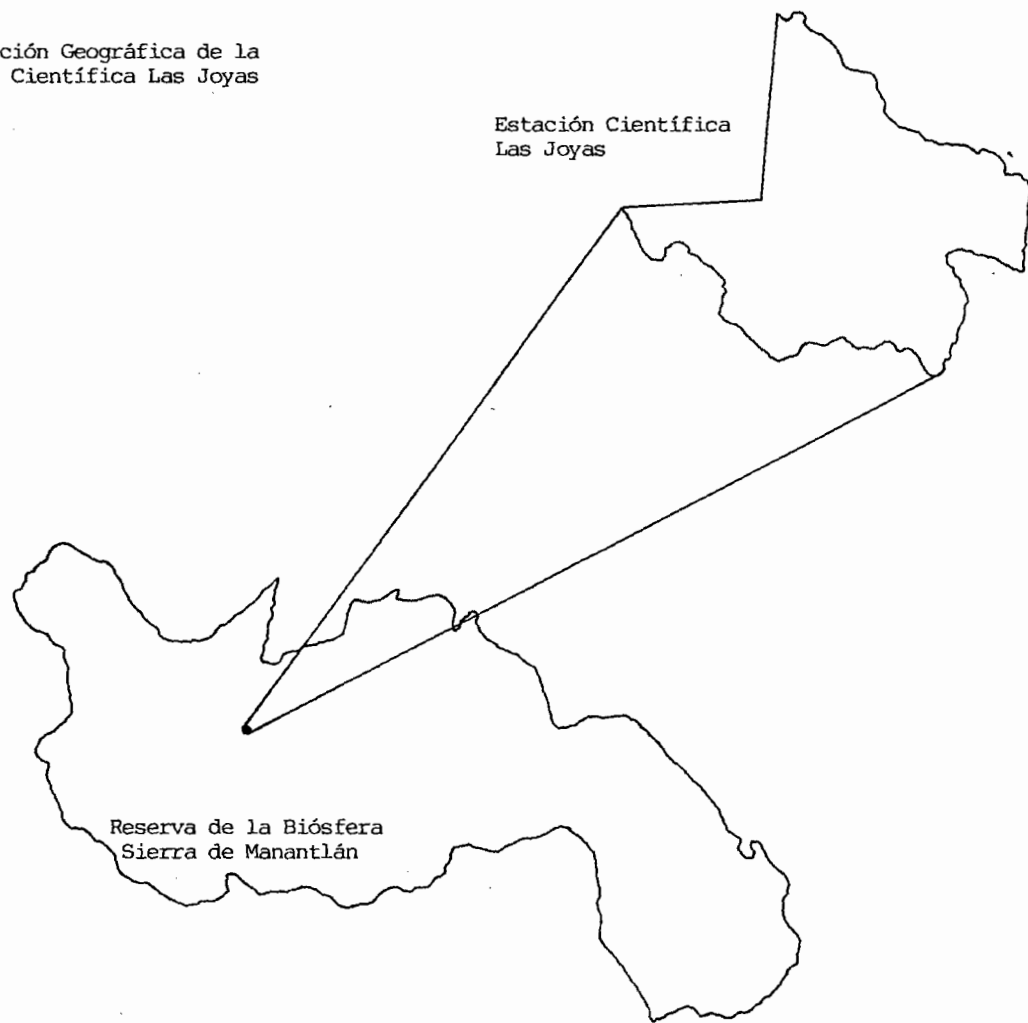 ción Geográfica de la
Científica Las Joyas
Estación Científica
Las Joyas
Reserva de la Biósfera
Sierra de Manantlán